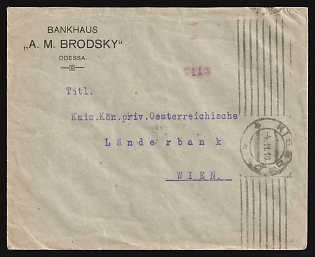 BANKHAUS
„A. M. BRODSKY"
ODESSA.
Titl.
Kais.Kön.priv.Oesterreichische
Länderbank
WIEN.